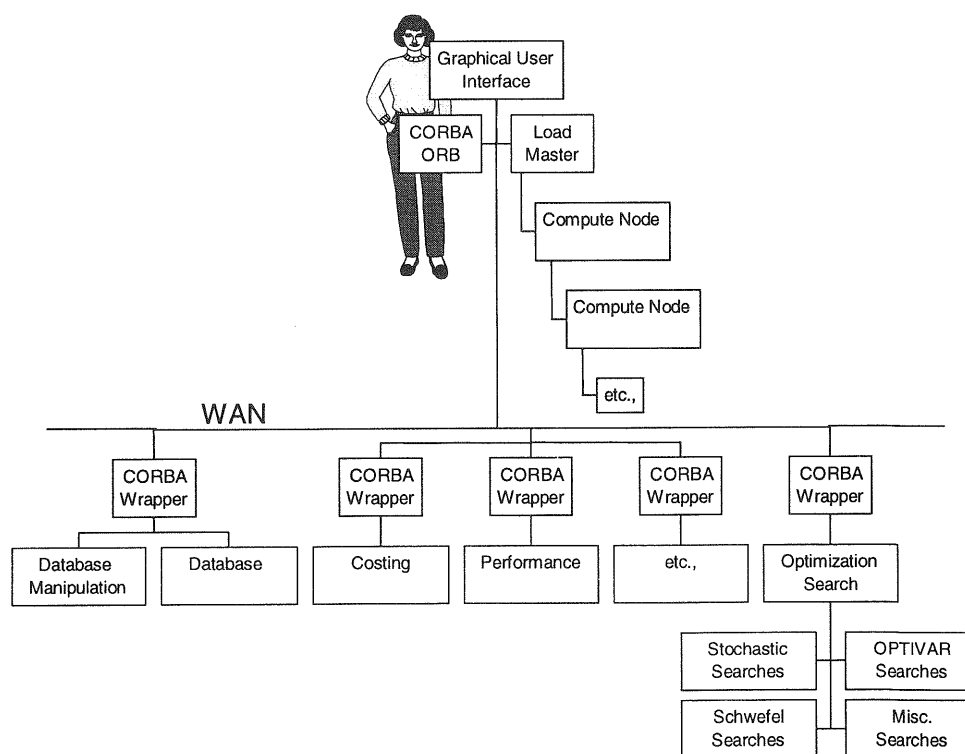 Graphical User
Interface
CORBA
ORB
Load
Master
Compute Node
Compute Node
etc.,
WAN
CORBA
Wrapper
CORBA
Wrapper
CORBA
Wrapper
CORBA
Wrapper
CORBA
Wrapper
Database
Manipulation
Database
Costing
Performance
etc.,
Optimization
Search
Stochastic
Searches
OPTIVAR
Searches
Schwefel
Searches
Misc.
Searches